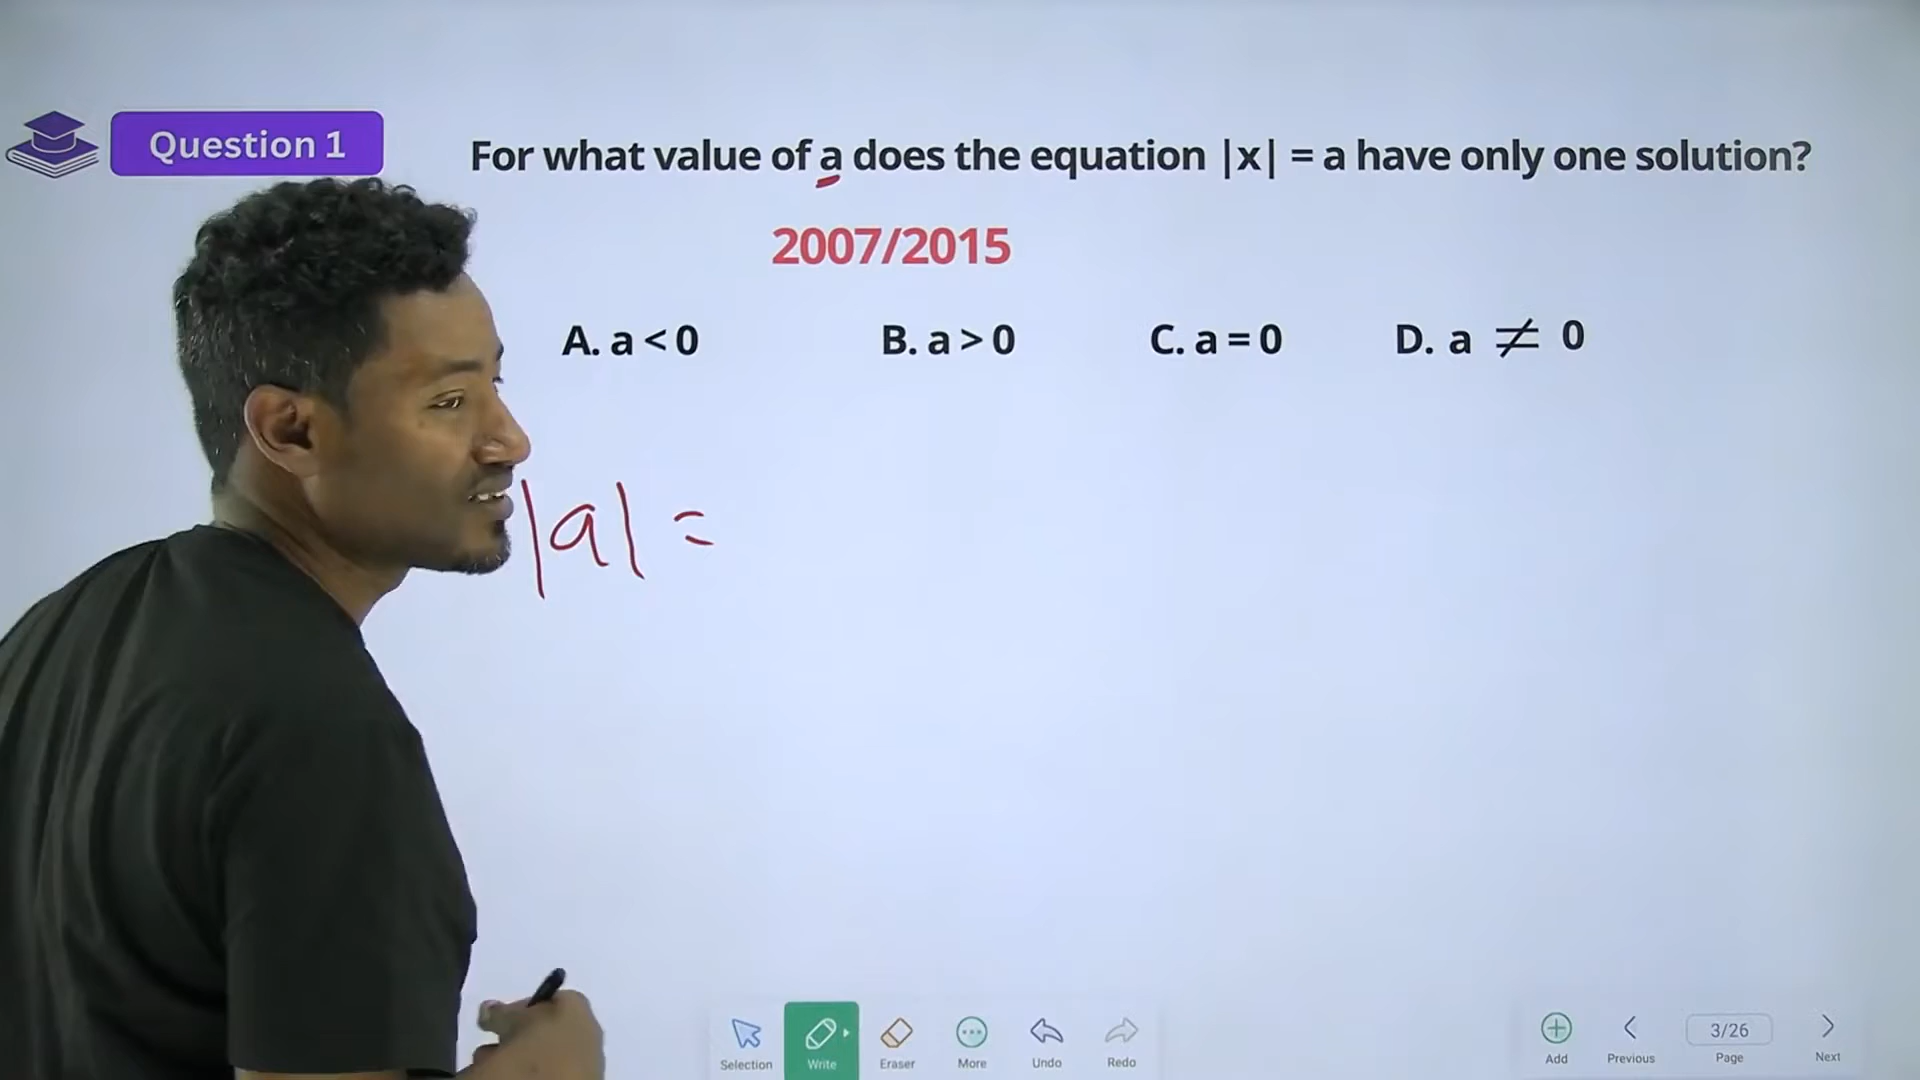 Question 1
For what value of a does the equation |x| = a have only one solution?
2007/2015
A. a < 0 B. a > 0 C. a = 0 D. a ≠ 0
|a| =
Selection Write Eraser More Undo Redo
Add Previous 3/26 Page Next